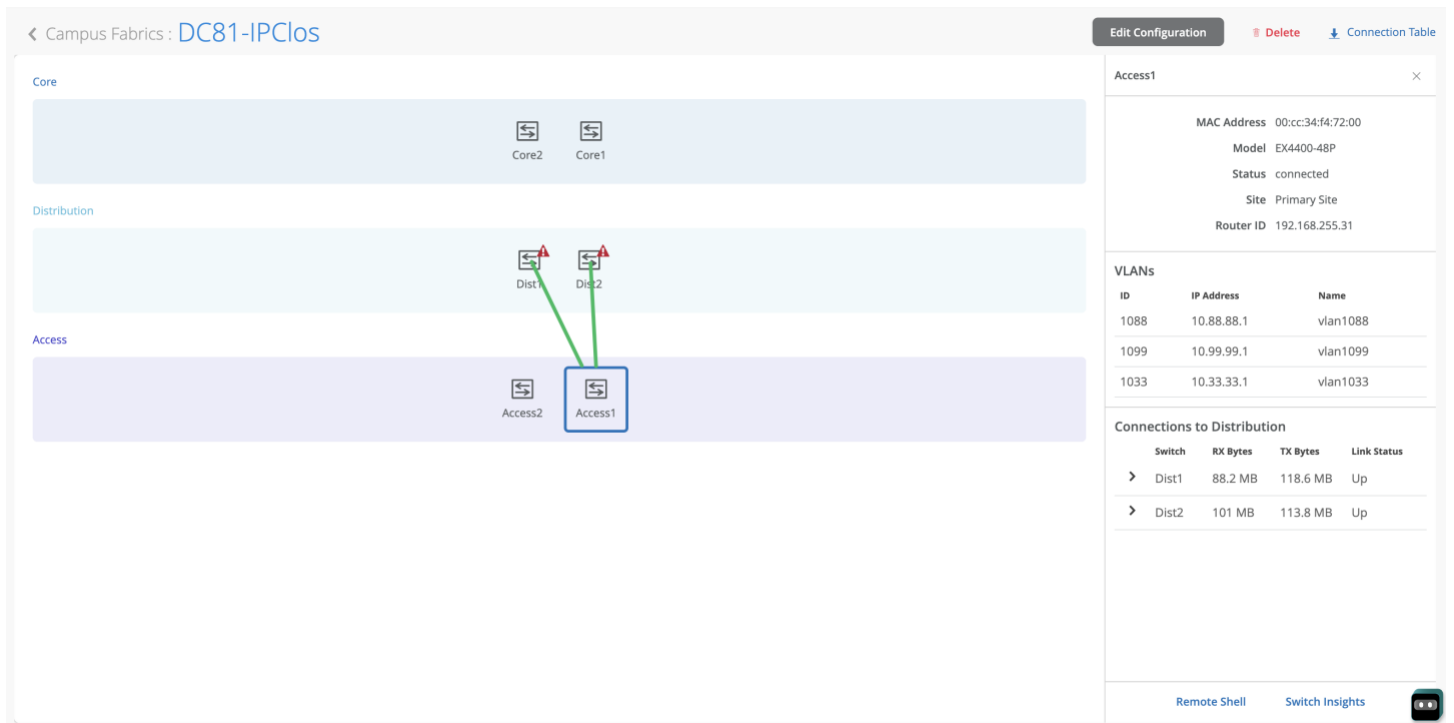 Campus Fabrics : DC81-IPClos
Edit Configuration
Delete
Connection Table
Core
Core2 Core1
Distribution
Dist1 Dist2
Access
Access2 Access1
Access1
MAC Address 00:cc:34:f4:72:00
Model EX4400-48P
Status connected
Site Primary Site
Router ID 192.168.255.31
VLANs
ID IP Address Name
1088 10.88.88.1 vlan1088
1099 10.99.99.1 vlan1099
1033 10.33.33.1 vlan1033
Connections to Distribution
Switch RX Bytes TX Bytes Link Status
Dist1 88.2 MB 118.6 MB Up
Dist2 101 MB 113.8 MB Up
Remote Shell Switch Insights